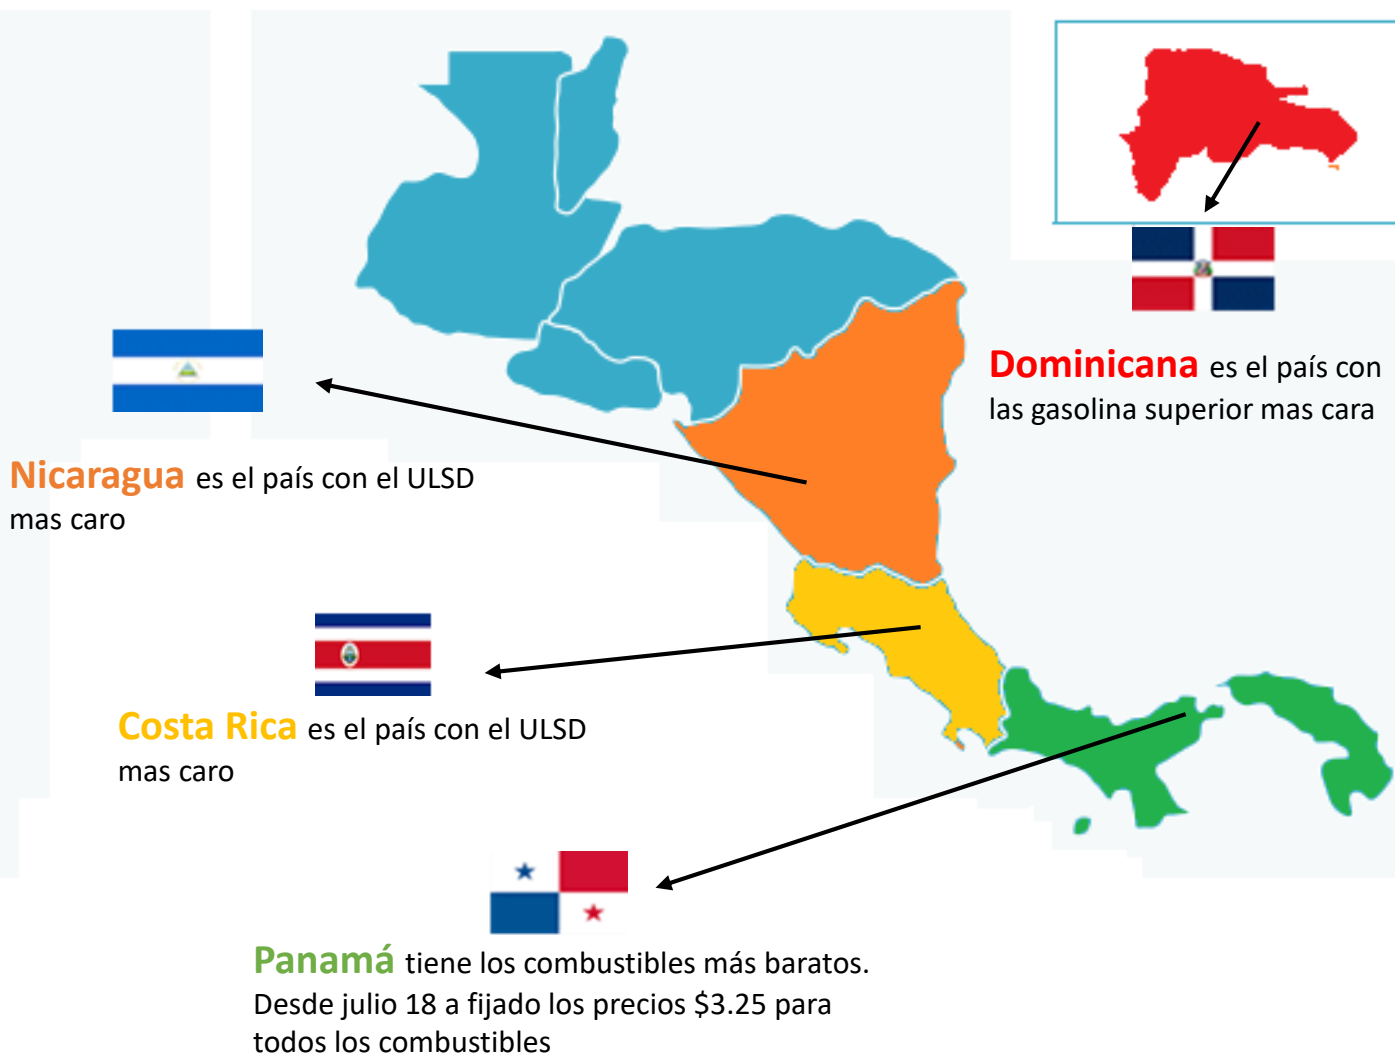 Dominicana es el país con
las gasolina superior mas cara
Nicaragua es el país con el ULSD
mas caro
Costa Rica es el país con el ULSD
mas caro
Panamá tiene los combustibles más baratos.
Desde julio 18 a fijado los precios $3.25 para
todos los combustibles